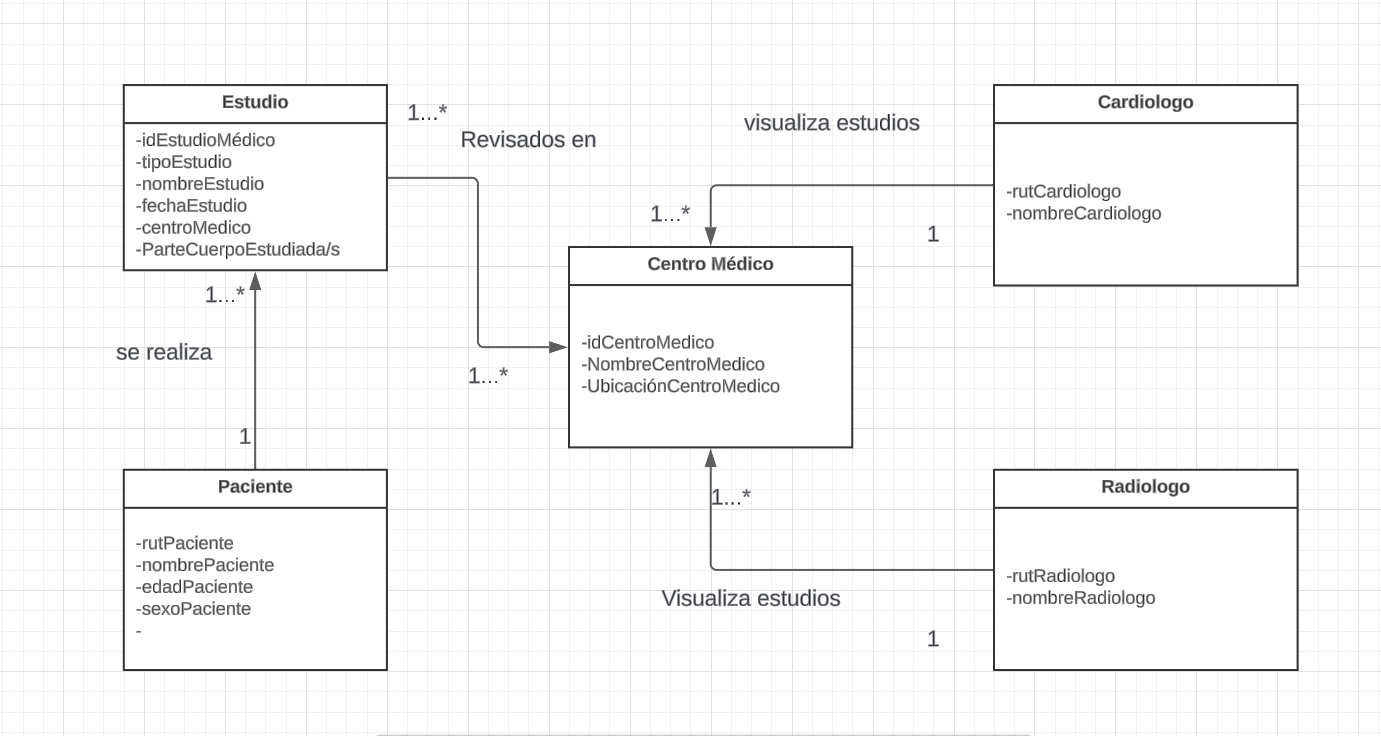 Estudio
-idEstudioMédico
-tipoEstudio
-nombreEstudio
-fechaEstudio
-centroMedico
-ParteCuerpoEstudiada/s
1...*
Revisados en
1...*
visualiza estudios
1...*
1
Cardiologo
-rutCardiologo
-nombreCardiologo
Centro Médico
-idCentroMedico
-NombreCentroMedico
-UbicaciónCentroMedico
1...*
se realiza
1
Paciente
-rutPaciente
-nombrePaciente
-edadPaciente
-sexoPaciente
-
1...*
Visualiza estudios
1
Radiologo
-rutRadiologo
-nombreRadiologo